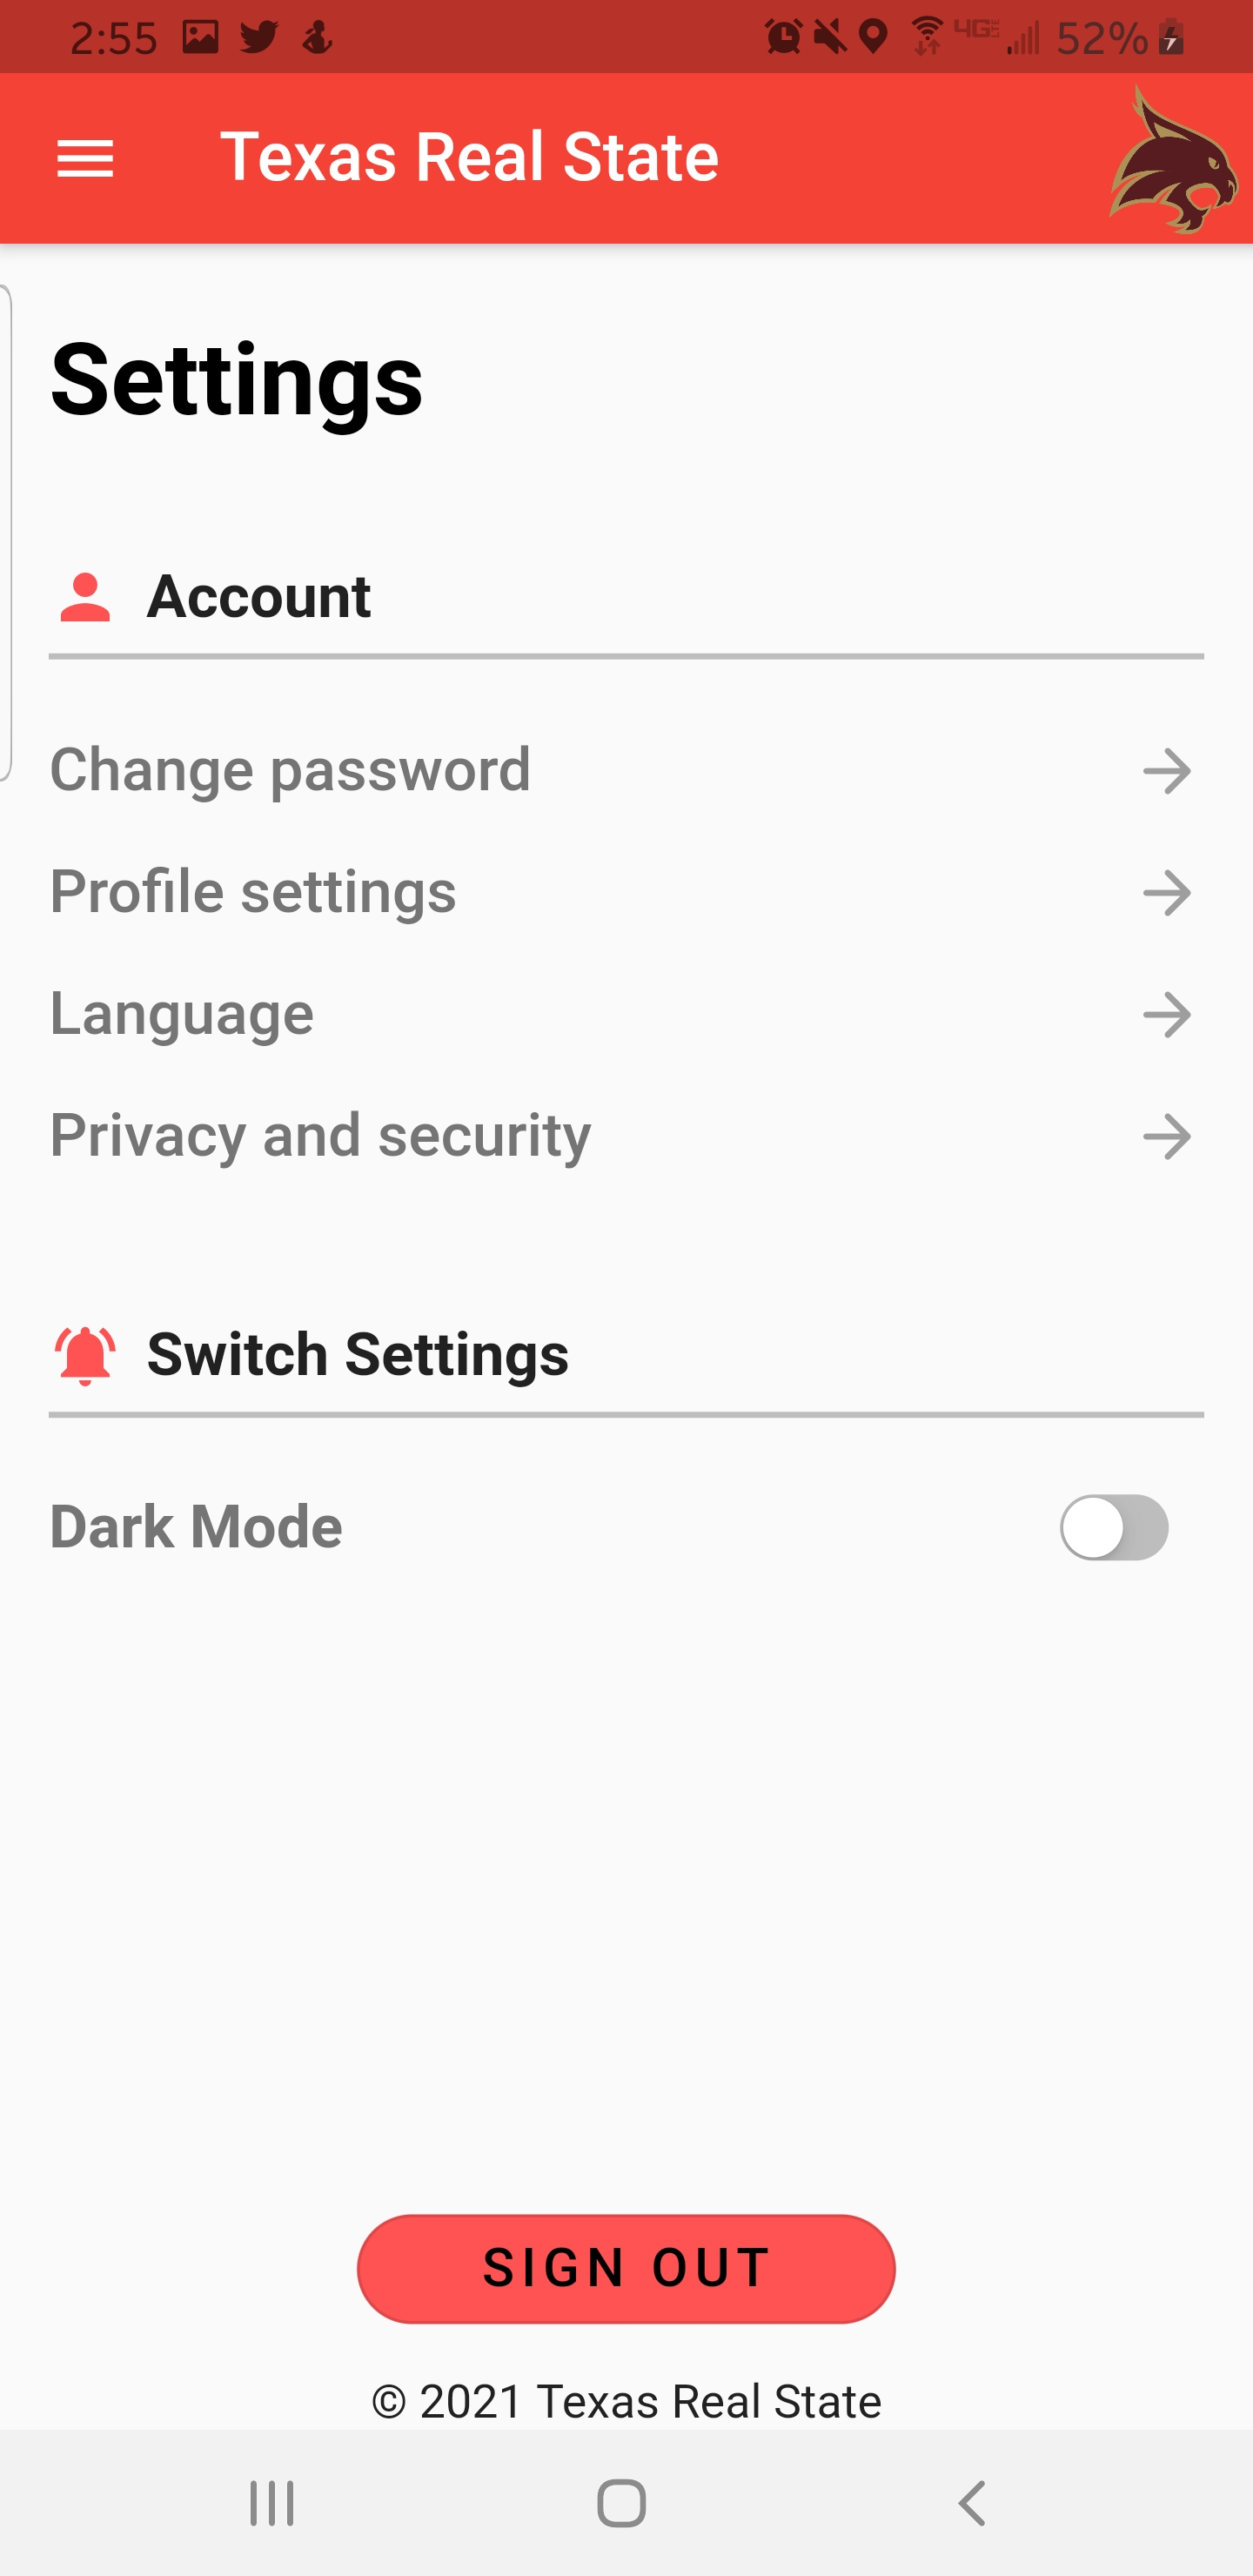 2:55 4GE 52%
Texas Real State
Settings
Account
Change password
Profile settings
Language
Privacy and security
Switch Settings
Dark Mode
SIGN OUT
© 2021 Texas Real State